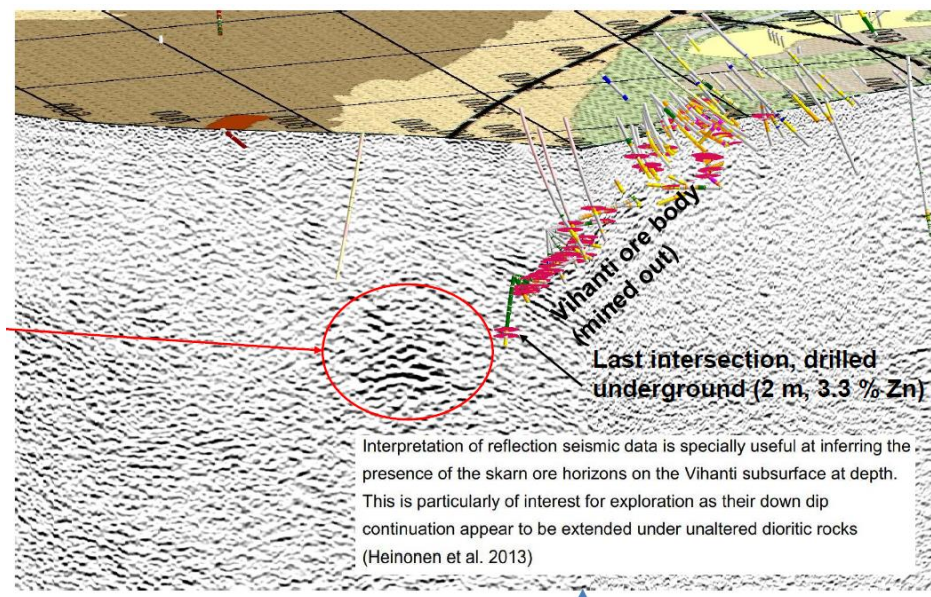 Vihanti ore body
(mined out)
Last intersection, drilled
underground (2 m, 3.3 % Zn)
Interpretation of reflection seismic data is specially useful at inferring the
presence of the skarn ore horizons on the Vihanti subsurface at depth.
This is particularly of interest for exploration as their down dip
continuation appear to be extended under unaltered dioritic rocks
(Heinonen et al. 2013)